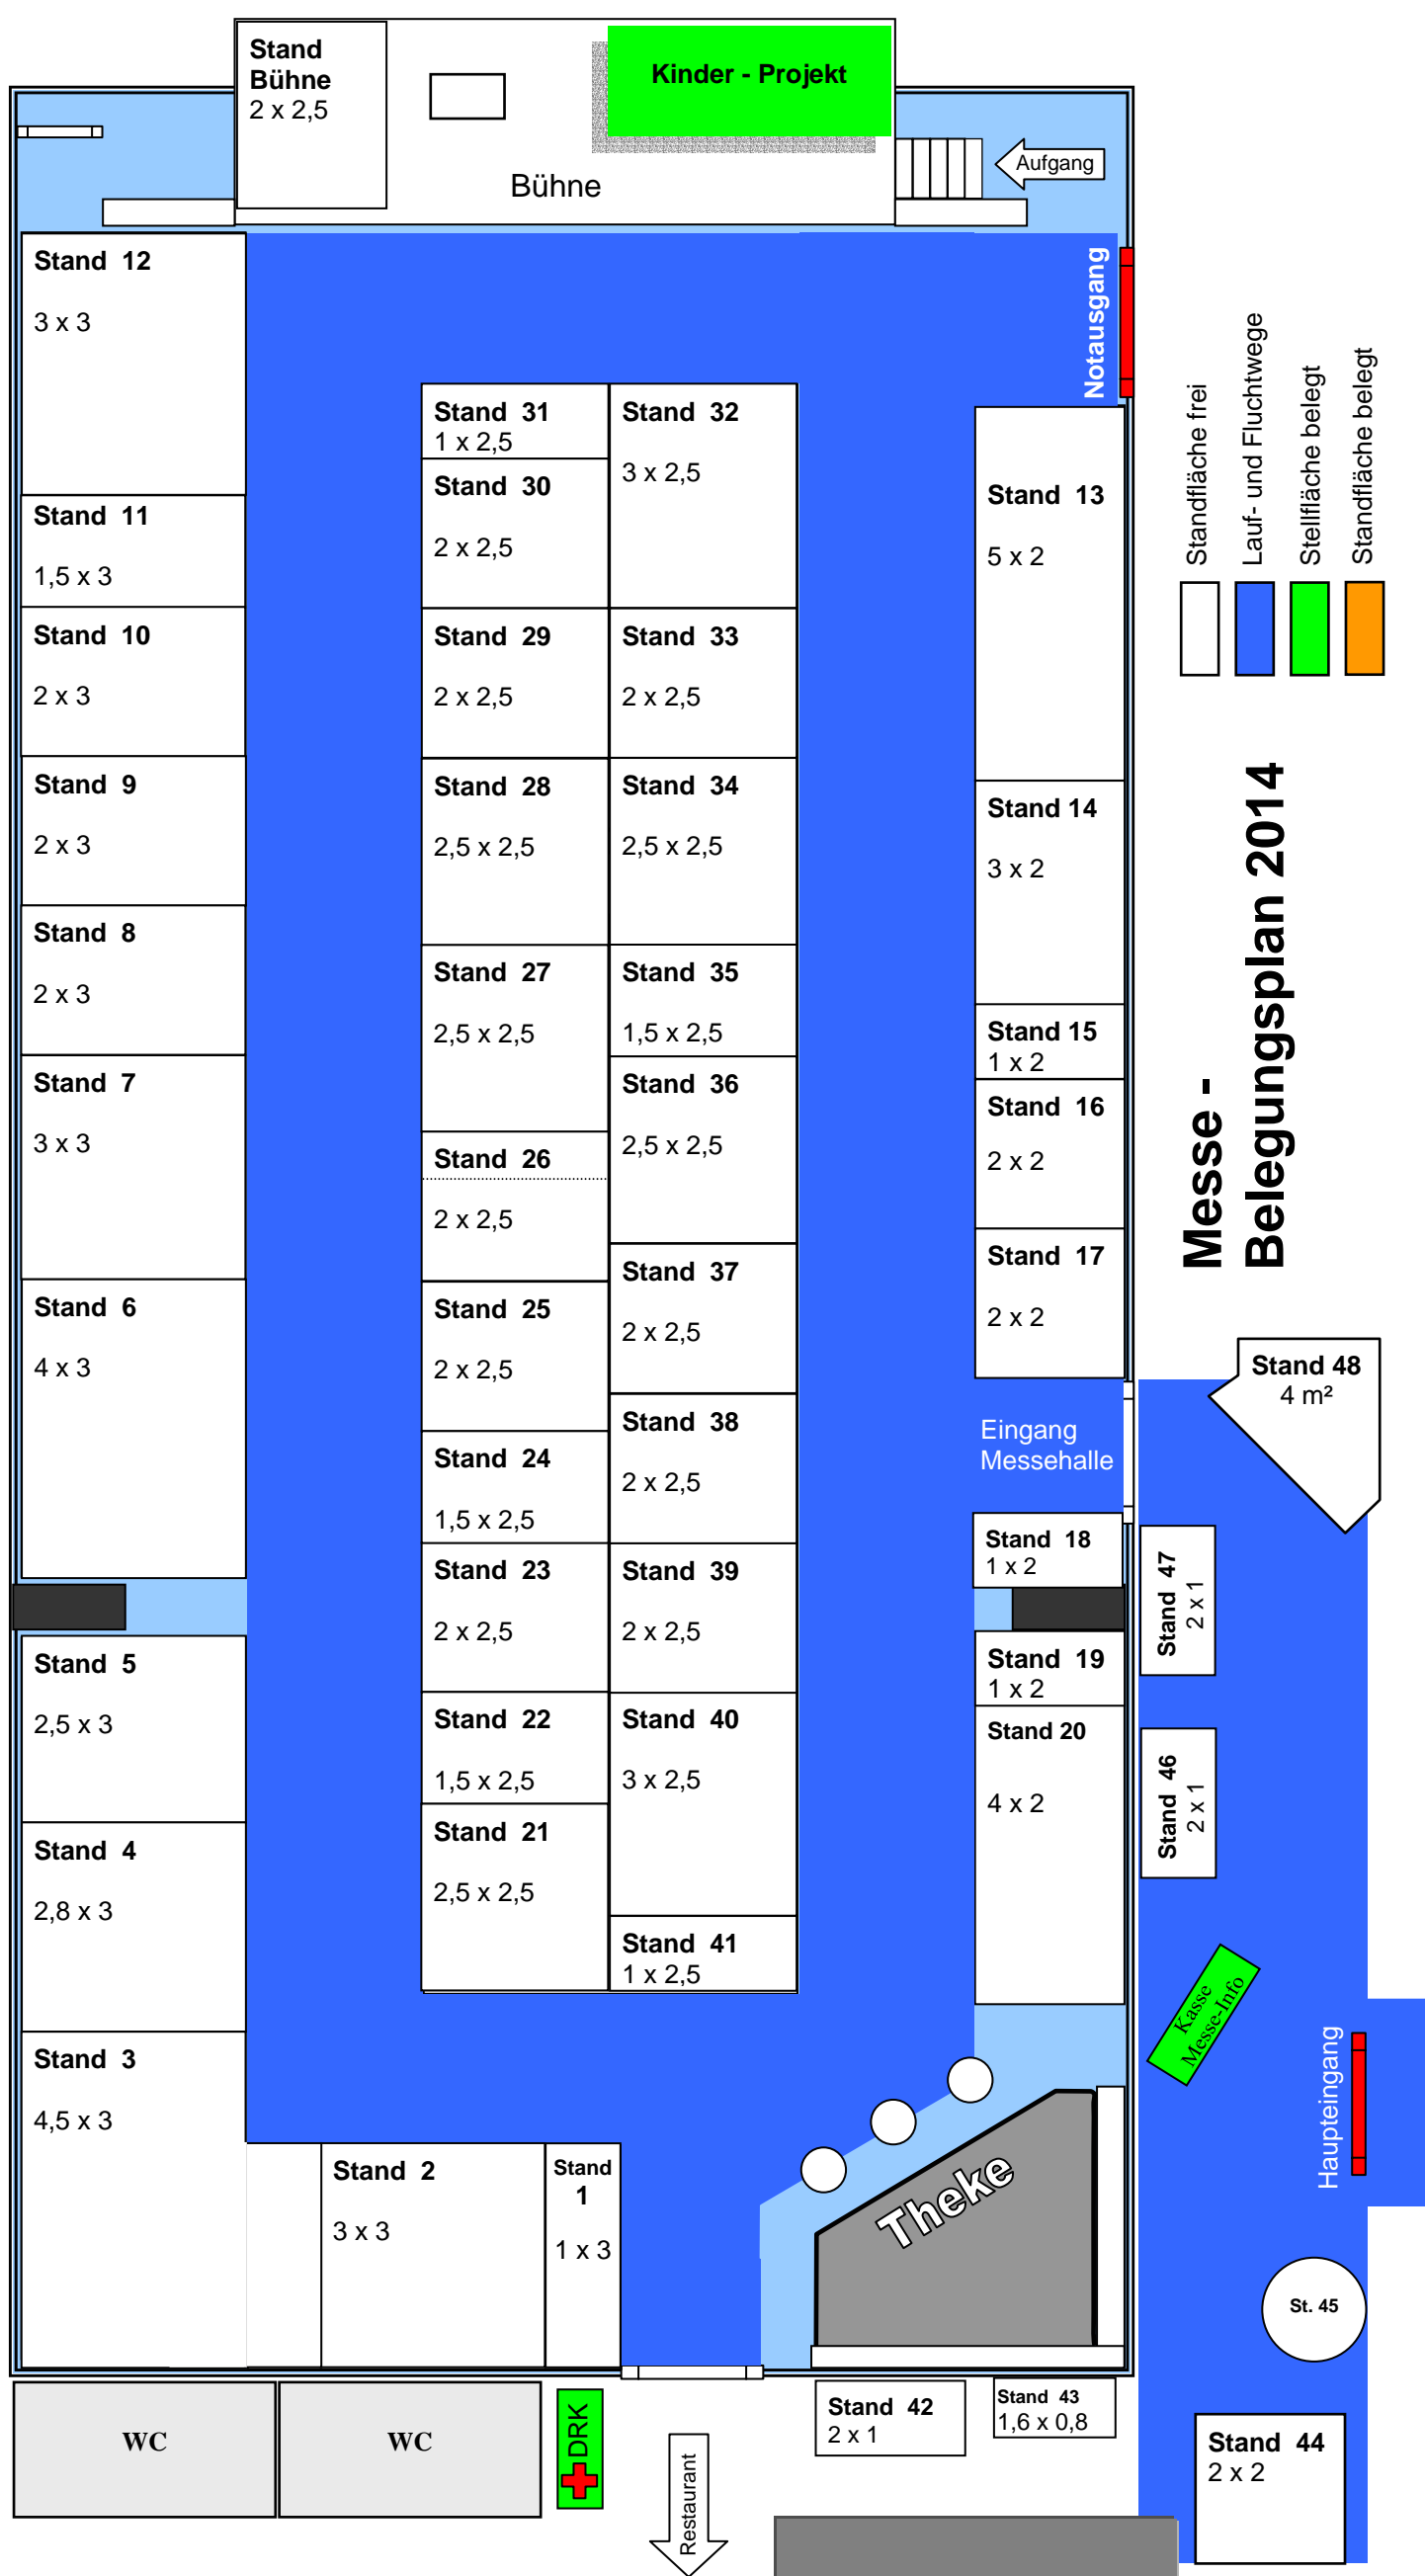 Stand
Bühne
2 x 2,5
Kinder - Projekt
Bühne
Aufgang
Notausgang
Stand 12
3 x 3
Stand 11
1,5 x 3
Stand 10
2 x 3
Stand 9
2 x 3
Stand 8
2 x 3
Stand 7
3 x 3
Stand 6
4 x 3
Stand 5
2,5 x 3
Stand 4
2,8 x 3
Stand 3
4,5 x 3
Stand 2
3 x 3
Stand
1
1 x 3
Stand 31
1 x 2,5
Stand 30
2 x 2,5
Stand 29
2 x 2,5
Stand 28
2,5 x 2,5
Stand 27
2,5 x 2,5
Stand 26
2 x 2,5
Stand 25
2 x 2,5
Stand 24
1,5 x 2,5
Stand 23
2 x 2,5
Stand 22
1,5 x 2,5
Stand 21
2,5 x 2,5
Stand 32
3 x 2,5
Stand 33
2 x 2,5
Stand 34
2,5 x 2,5
Stand 35
1,5 x 2,5
Stand 36
2,5 x 2,5
Stand 37
2 x 2,5
Stand 38
2 x 2,5
Stand 39
2 x 2,5
Stand 40
3 x 2,5
Stand 41
1 x 2,5
Stand 13
5 x 2
Stand 14
3 x 2
Stand 15
1 x 2
Stand 16
2 x 2
Stand 17
2 x 2
Eingang
Messehalle
Stand 18
1 x 2
Stand 19
1 x 2
Stand 20
4 x 2
Theke
Standfläche frei
Lauf- und Fluchtwege
Stellfläche belegt
Standfläche belegt
Messe -
Belegungsplan 2014
Stand 48
4 m²
Stand 47
2 x 1
Stand 46
2 x 1
Kasse
Messe-Info
Haupteingang
St. 45
Stand 44
2 x 2
Stand 43
1,6 x 0,8
Stand 42
2 x 1
WC
WC
DRK
Restaurant